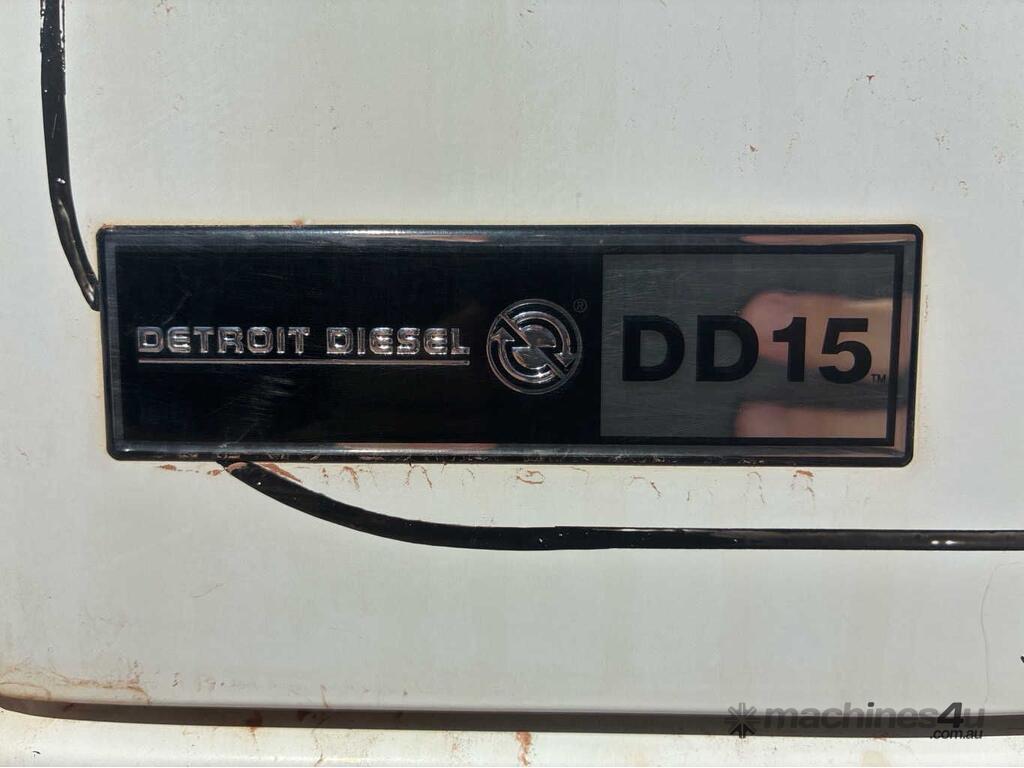 DETROIT DIESEL ® DD15™
machines4u
.com.au